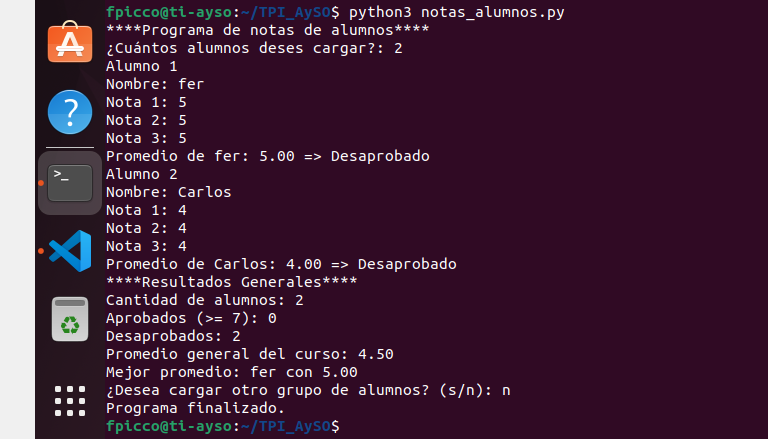 fpicco@ti-ayso:~/TPI_AySO$ python3 notas_alumnos.py
****Programa de notas de alumnos****
¿Cuántos alumnos deses cargar?: 2
Alumno 1
Nombre: fer
Nota 1: 5
Nota 2: 5
Nota 3: 5
Promedio de fer: 5.00 => Desaprobado
Alumno 2
Nombre: Carlos
Nota 1: 4
Nota 2: 4
Nota 3: 4
Promedio de Carlos: 4.00 => Desaprobado
****Resultados Generales****
Cantidad de alumnos: 2
Aprobados (>= 7): 0
Desaprobados: 2
Promedio general del curso: 4.50
Mejor promedio: fer con 5.00
¿Desea cargar otro grupo de alumnos? (s/n): n
Programa finalizado.
fpicco@ti-ayso:~/TPI_AySO$